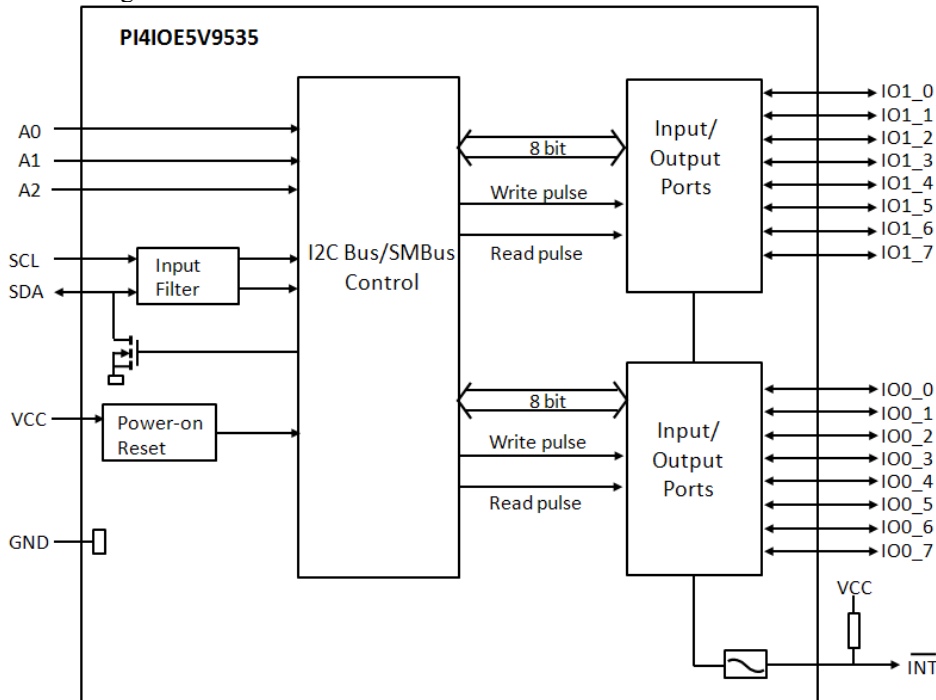 PI4IOE5V9535
A0
A1
A2
SCL
SDA
VCC
GND
Input
Filter
Power-on
Reset
I2C Bus/SMBus
Control
8 bit
Write pulse
Read pulse
Input/
Output
Ports
IO1_0
IO1_1
IO1_2
IO1_3
IO1_4
IO1_5
IO1_6
IO1_7
8 bit
Write pulse
Read pulse
Input/
Output
Ports
IO0_0
IO0_1
IO0_2
IO0_3
IO0_4
IO0_5
IO0_6
IO0_7
VCC
INT